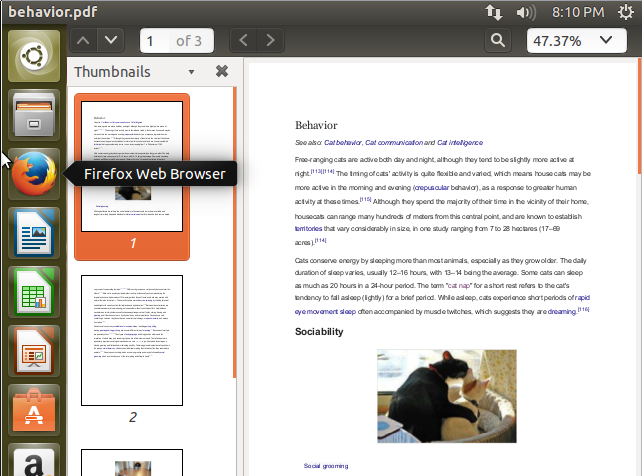 behavior.pdf
8:10 PM
1 of 3
47.37%
Thumbnails
Firefox Web Browser
1
2
Behavior
See also: Cat behavior, Cat communication and Cat intelligence
Free-ranging cats are active both day and night, although they tend to be slightly more active at
night.[113][114] The timing of cats' activity is quite flexible and varied, which means house cats may be
more active in the morning and evening (crepuscular behavior), as a response to greater human
activity at these times.[115] Although they spend the majority of their time in the vicinity of their home,
housecats can range many hundreds of meters from this central point, and are known to establish
territories that vary considerably in size, in one study ranging from 7 to 28 hectares (17–69
acres).[114]
Cats conserve energy by sleeping more than most animals, especially as they grow older. The daily
duration of sleep varies, usually 12–16 hours, with 13–14 being the average. Some cats can sleep
as much as 20 hours in a 24-hour period. The term "cat nap" for a short rest refers to the cat's
tendency to fall asleep (lightly) for a brief period. While asleep, cats experience short periods of rapid
eye movement sleep often accompanied by muscle twitches, which suggests they are dreaming.[116]
Sociability
Social grooming